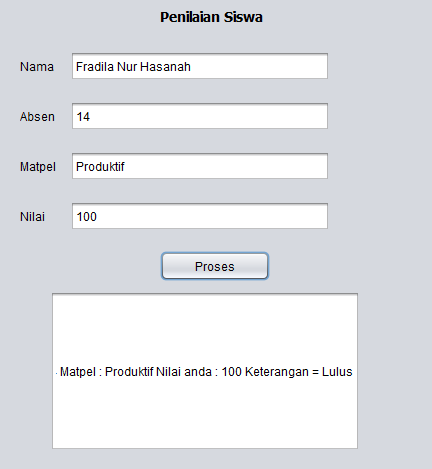 Penilaian Siswa
Nama Fradila Nur Hasanah
Absen 14
Matpel Produktif
Nilai 100
Proses
Matpel : Produktif Nilai anda : 100 Keterangan = Lulus